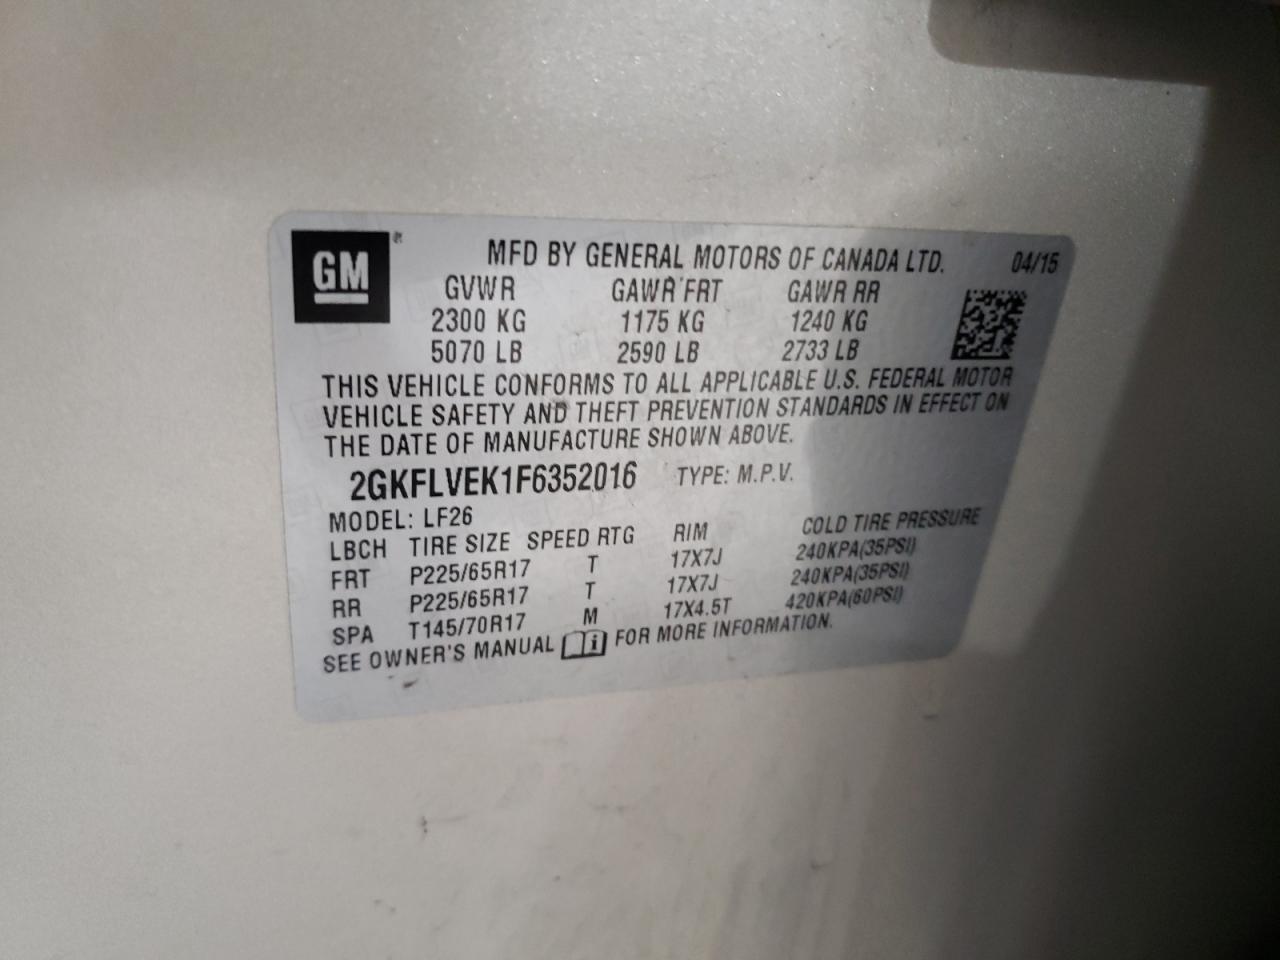 GM ®
MFD BY GENERAL MOTORS OF CANADA LTD. 04/15
GVWR GAWR FRT GAWR RR
2300 KG 1175 KG 1240 KG
5070 LB 2590 LB 2733 LB
THIS VEHICLE CONFORMS TO ALL APPLICABLE U.S. FEDERAL MOTOR
VEHICLE SAFETY AND THEFT PREVENTION STANDARDS IN EFFECT ON
THE DATE OF MANUFACTURE SHOWN ABOVE.
2GKFLVEK1F6352016 TYPE: M.P.V.
MODEL: LF26
LBCH TIRE SIZE SPEED RTG RIM COLD TIRE PRESSURE
FRT P225/65R17 T 17X7J 240KPA(35PSI)
RR P225/65R17 T 17X7J 240KPA(35PSI)
SPA T145/70R17 M 17X4.5T 420KPA(60PSI)
SEE OWNER'S MANUAL i FOR MORE INFORMATION.